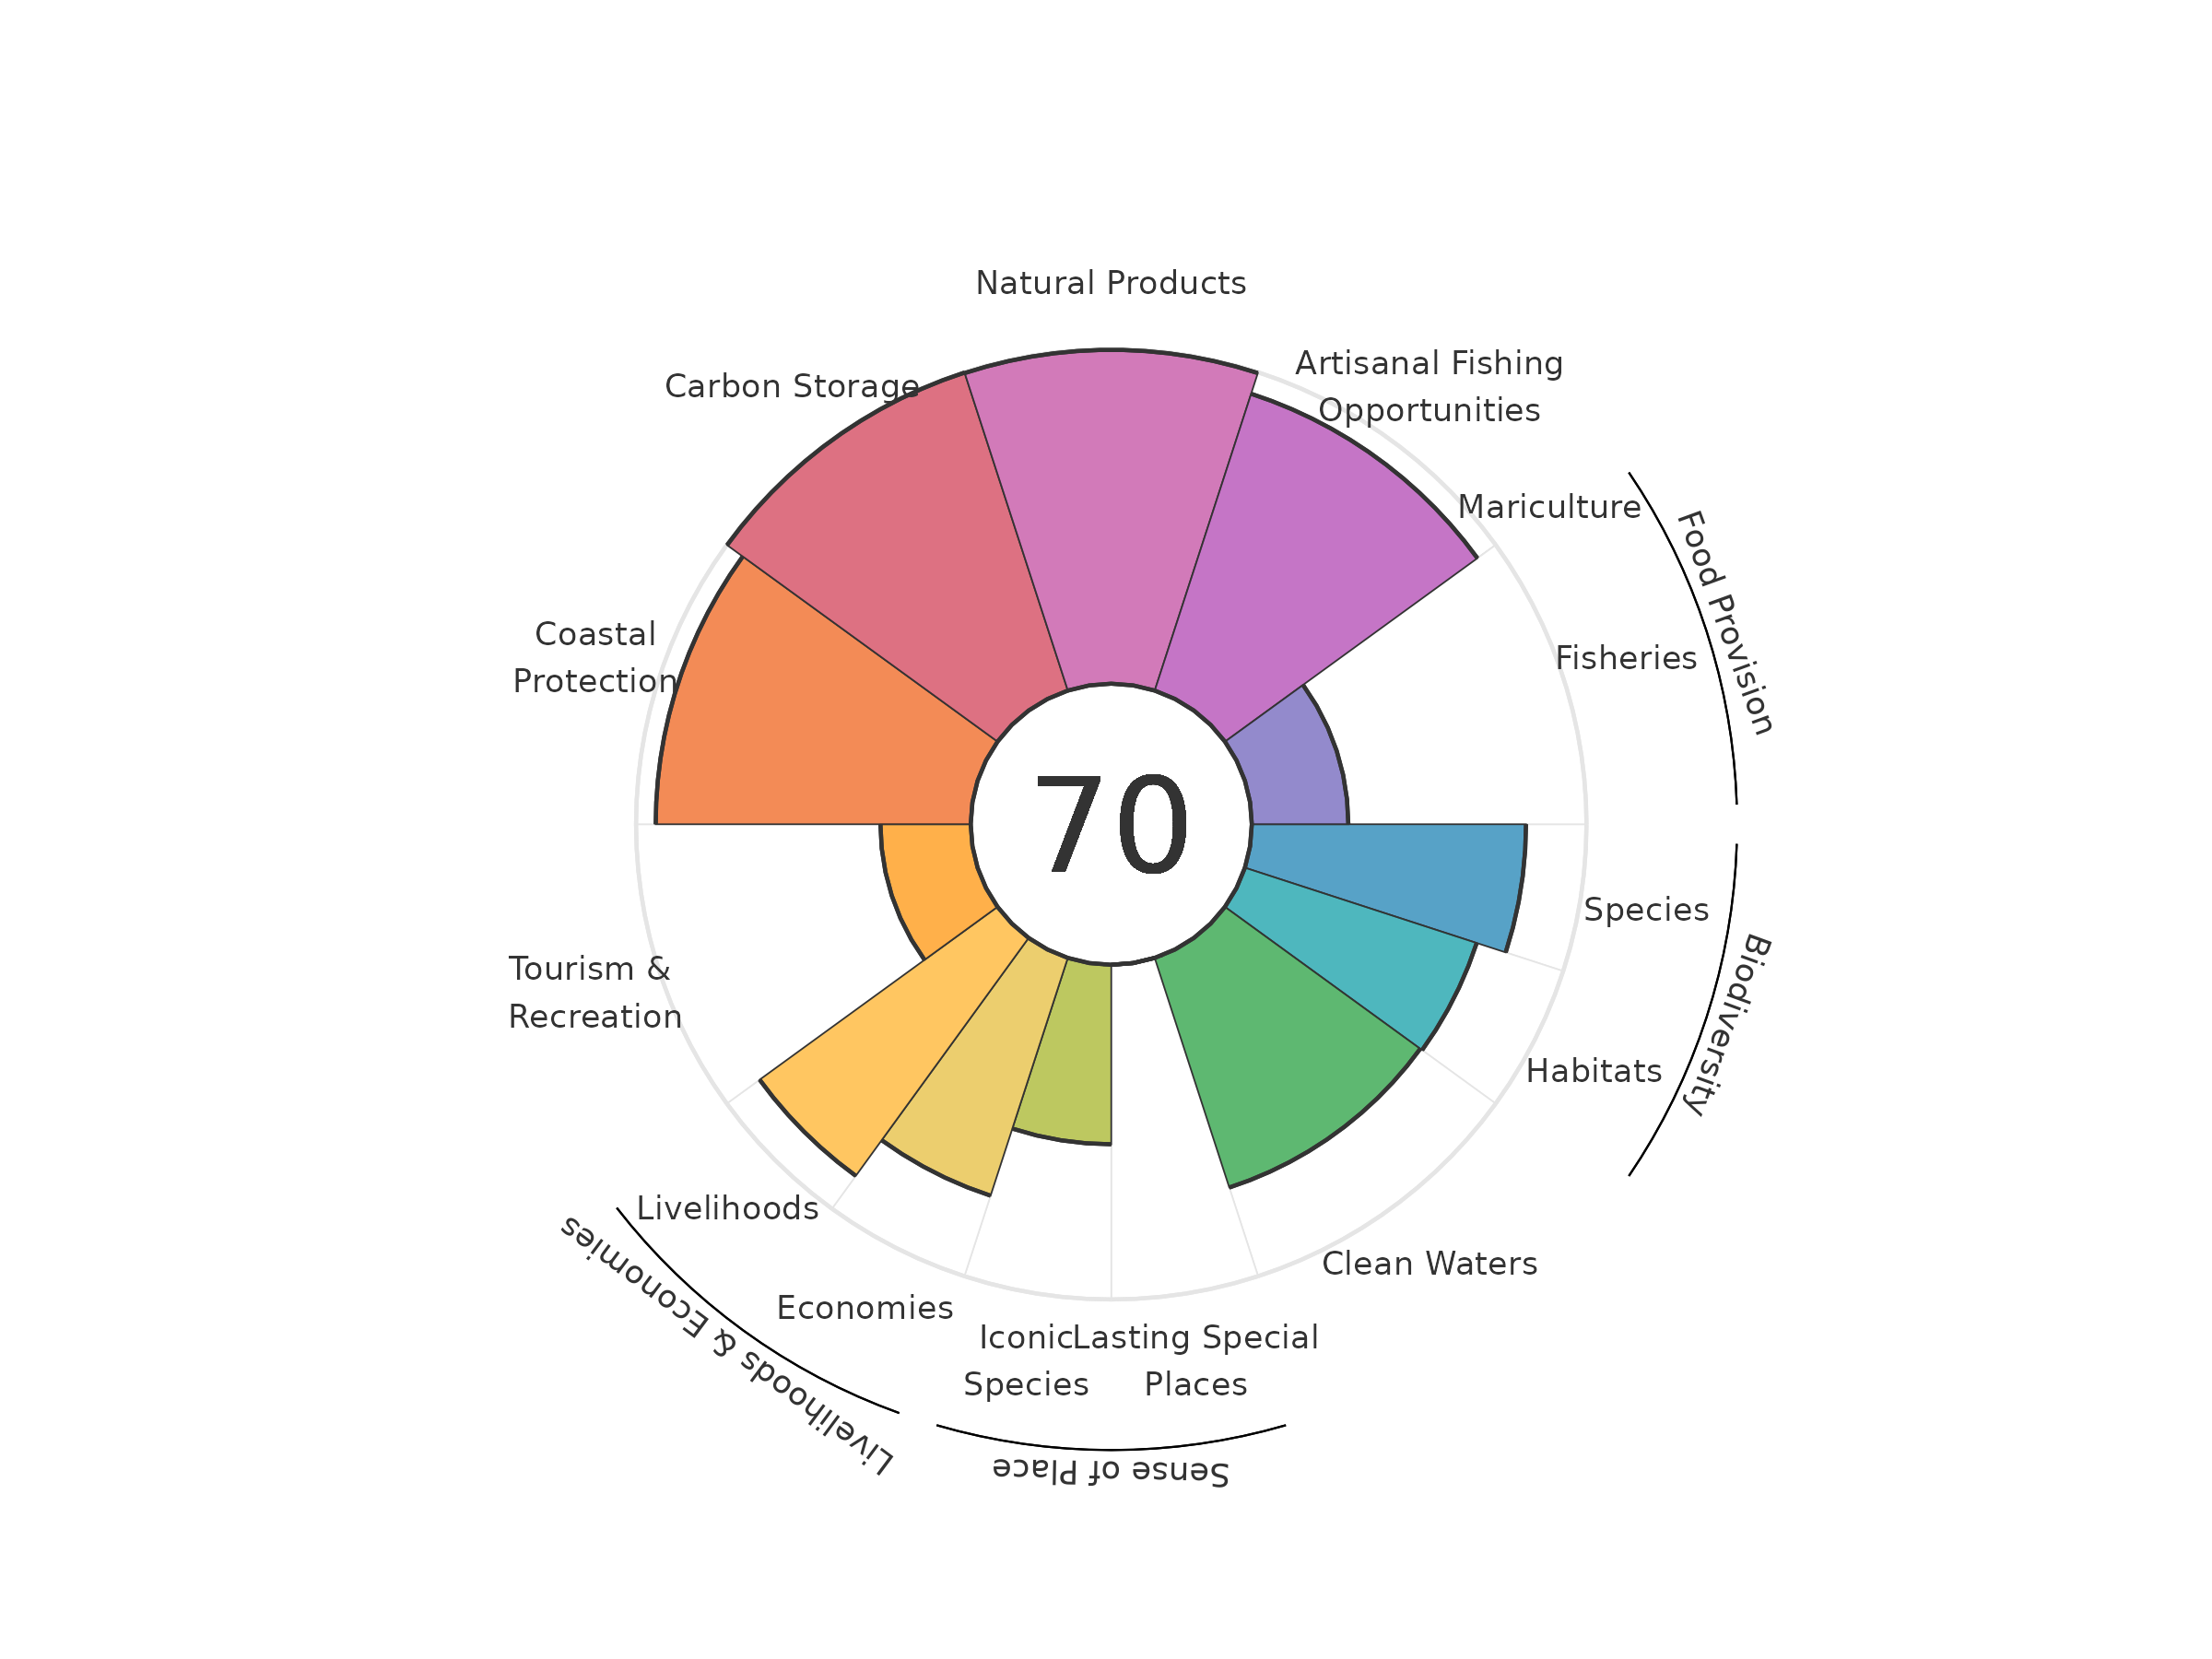 Natural Products
Carbon Storage
Artisanal Fishing
Opportunities
Mariculture
Food Provision
Coastal
Protection
Fisheries
70
Species
Biodiversity
Tourism &
Recreation
Habitats
Livelihoods
Clean Waters
Livelihoods & Economies
Economies
Iconic
Species
Lasting Special
Places
Sense of Place